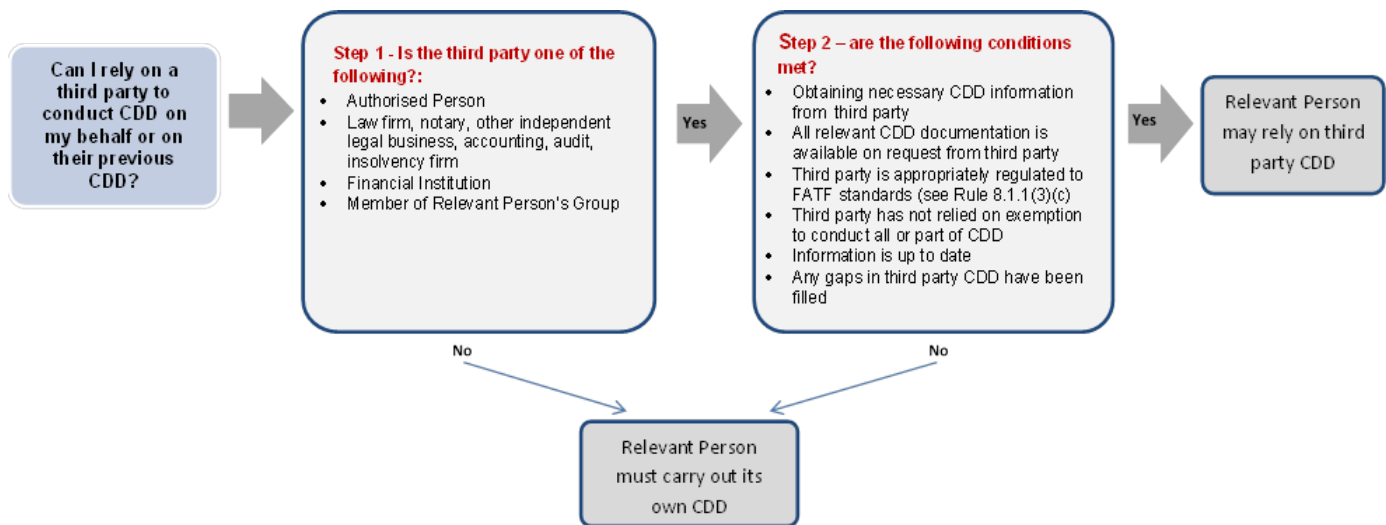 Can I rely on a
third party to
conduct CDD on
my behalf or on
their previous
CDD?
Step 1 - Is the third party one of the
following?:
• Authorised Person
• Law firm, notary, other independent
legal business, accounting, audit,
insolvency firm
• Financial Institution
• Member of Relevant Person's Group
Yes
Step 2 – are the following conditions
met?
• Obtaining necessary CDD information
from third party
• All relevant CDD documentation is
available on request from third party
• Third party is appropriately regulated to
FATF standards (see Rule 8.1.1(3)(c)
• Third party has not relied on exemption
to conduct all or part of CDD
• Information is up to date
• Any gaps in third party CDD have been
filled
Yes
Relevant Person
may rely on third
party CDD
No
No
Relevant Person
must carry out its
own CDD